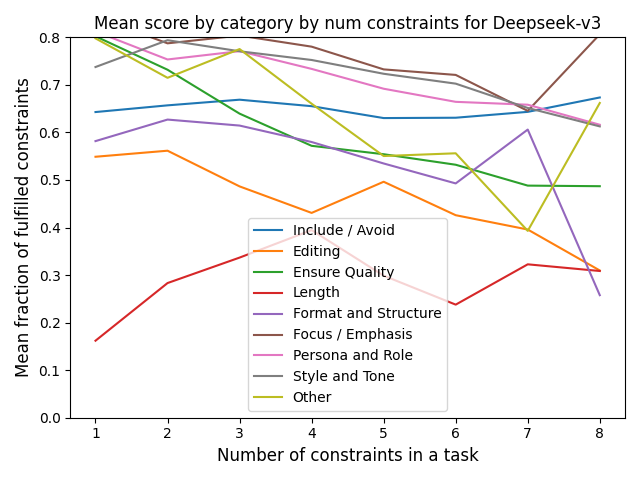 Mean score by category by num constraints for Deepseek-v3
Mean fraction of fulfilled constraints
0.8
0.7
0.6
0.5
0.4
0.3
0.2
0.1
0.0
Include / Avoid
Editing
Ensure Quality
Length
Format and Structure
Focus / Emphasis
Persona and Role
Style and Tone
Other
1 2 3 4 5 6 7 8
Number of constraints in a task